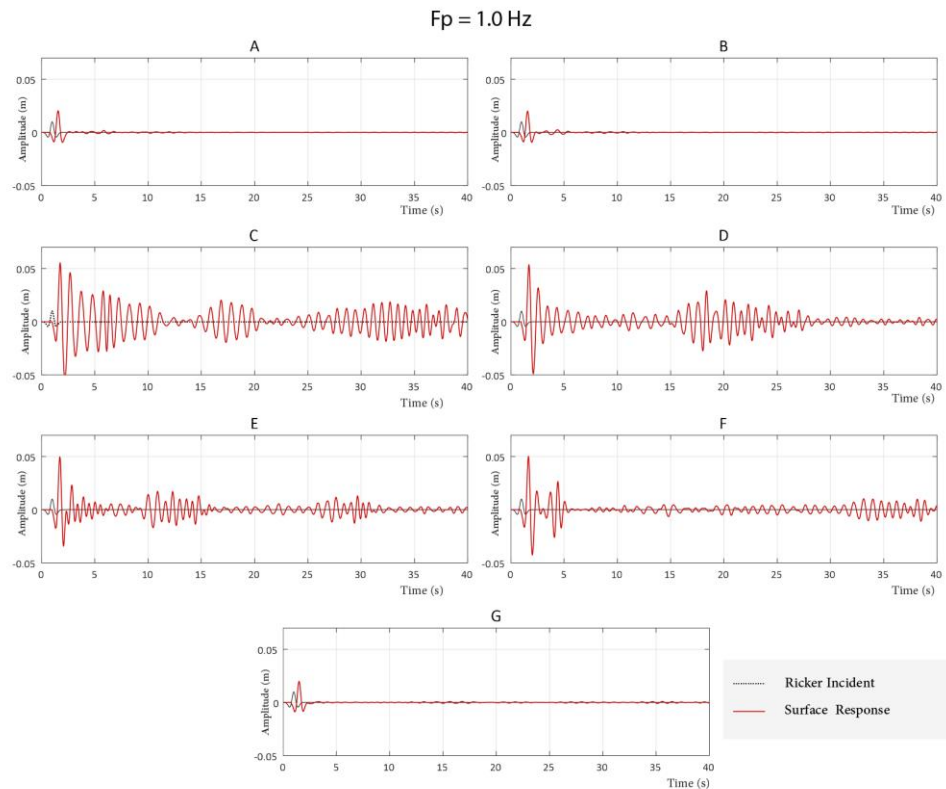 Fp = 1.0 Hz
A
Amplitude (m)
0.05
0
-0.05
0 5 10 15 20 25 30 35 40
Time (s)
B
Amplitude (m)
0.05
0
-0.05
0 5 10 15 20 25 30 35 40
Time (s)
C
Amplitude (m)
0.05
0
-0.05
0 5 10 15 20 25 30 35 40
Time (s)
D
Amplitude (m)
0.05
0
-0.05
0 5 10 15 20 25 30 35 40
Time (s)
E
Amplitude (m)
0.05
0
-0.05
0 5 10 15 20 25 30 35 40
Time (s)
F
Amplitude (m)
0.05
0
-0.05
0 5 10 15 20 25 30 35 40
Time (s)
G
Amplitude (m)
0.05
0
-0.05
0 5 10 15 20 25 30 35 40
Time (s)
Ricker Incident
Surface Response